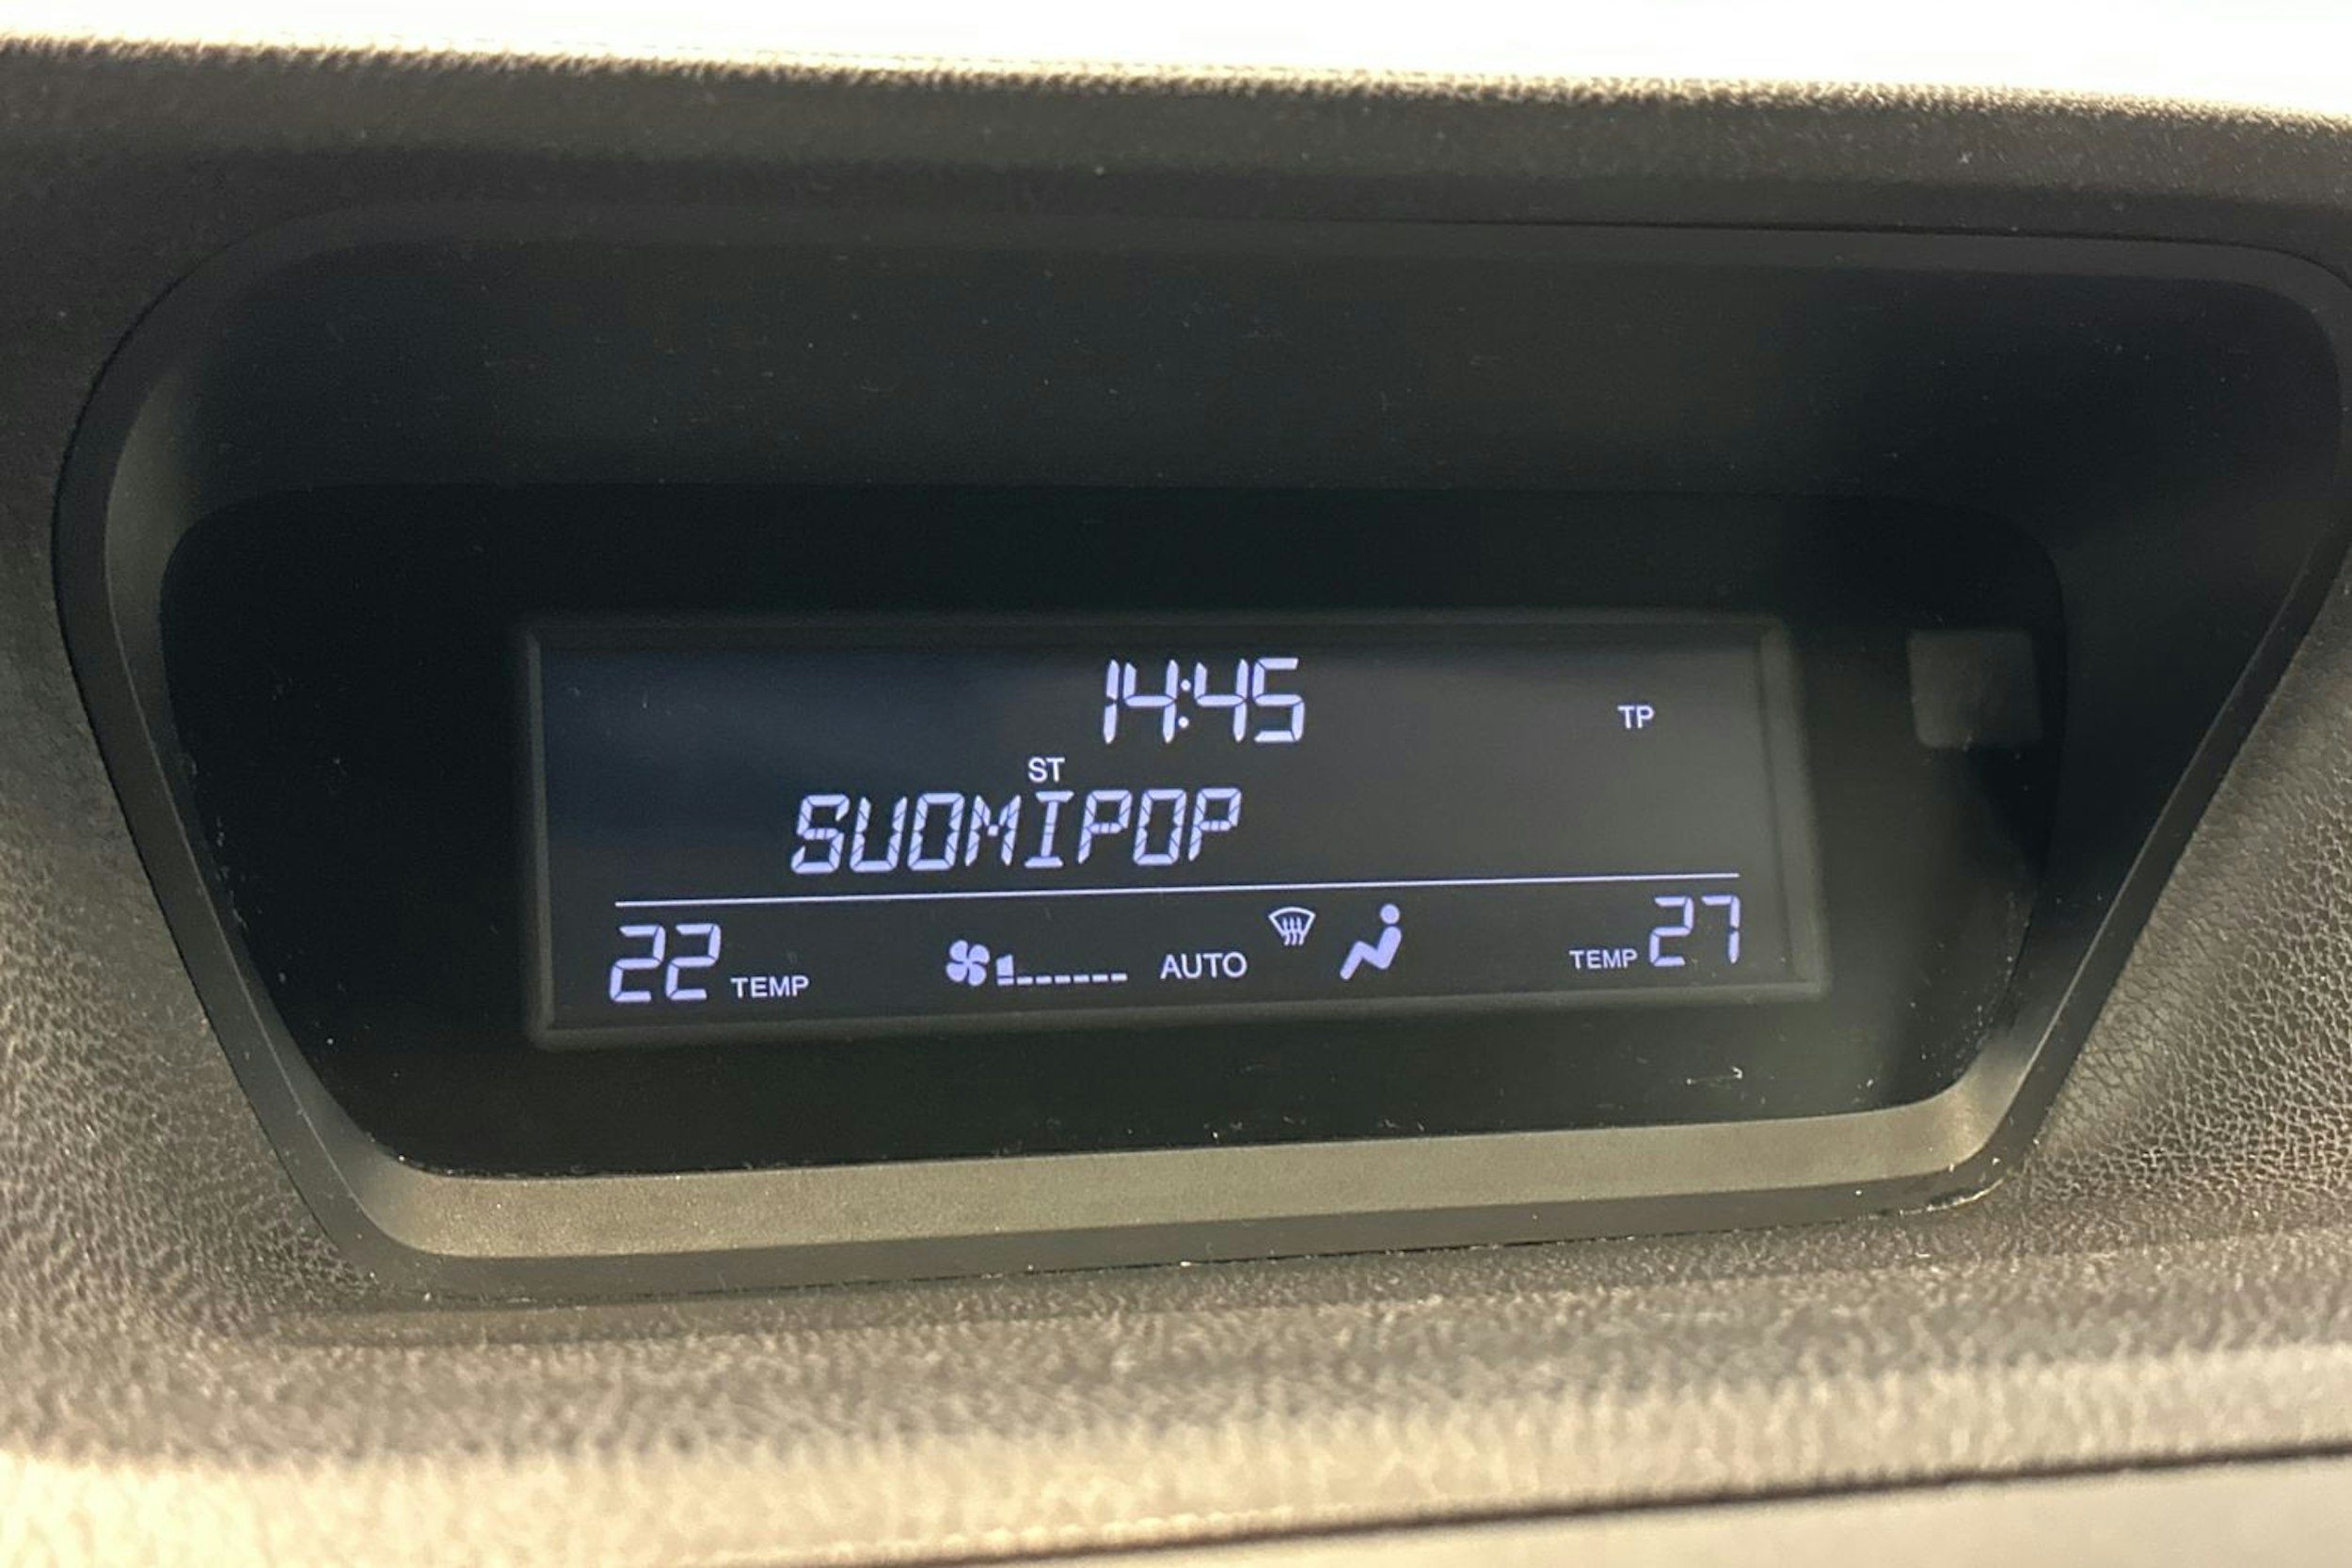 14:45
TP
ST
SUOMIPOP
22 TEMP AUTO TEMP 27